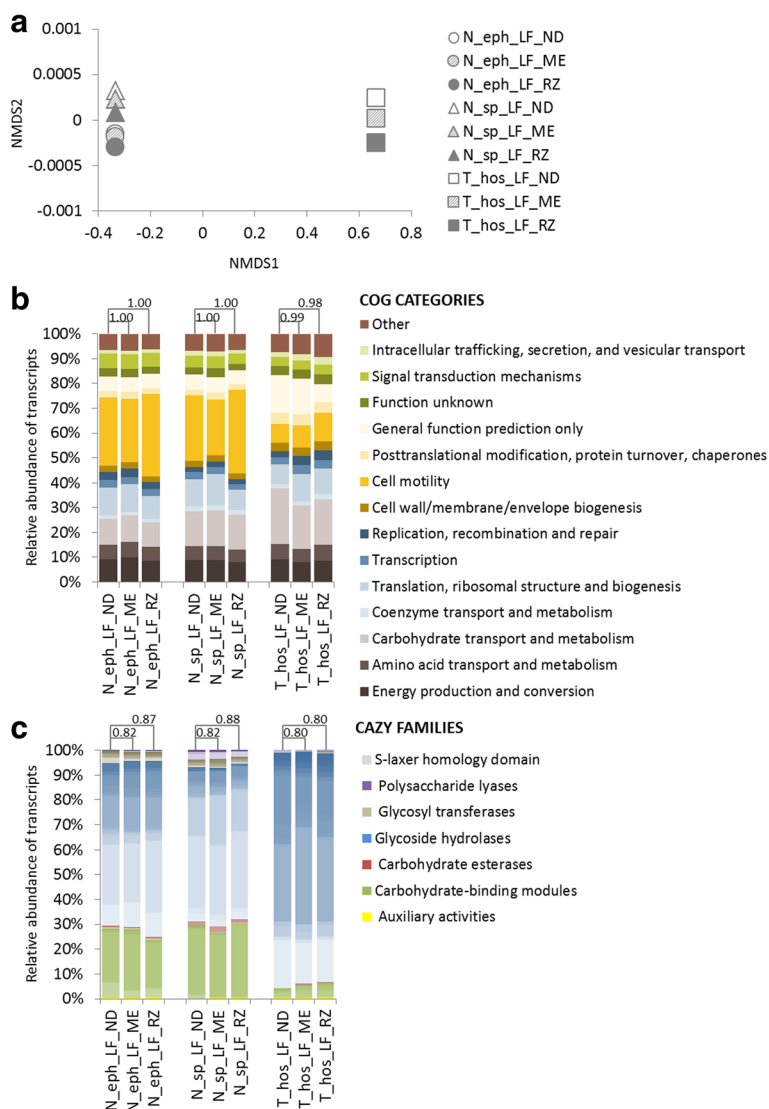 a
0.001
0.0005
0
-0.0005
-0.001
NMDS2
-0.4
-0.2
0
0.2
0.4
0.6
0.8
NMDS1
N_eph_LF_ND
N_eph_LF_ME
N_eph_LF_RZ
N_sp_LF_ND
N_sp_LF_ME
N_sp_LF_RZ
T_hos_LF_ND
T_hos_LF_ME
T_hos_LF_RZ
b
1.00
1.00
1.00
1.00
0.98
0.99
100%
90%
80%
70%
60%
50%
40%
30%
20%
10%
0%
Relative abundance of transcripts
N_eph_LF_ND
N_eph_LF_ME
N_eph_LF_RZ
N_sp_LF_ND
N_sp_LF_ME
N_sp_LF_RZ
T_hos_LF_ND
T_hos_LF_ME
T_hos_LF_RZ
COG CATEGORIES
Other
Intracellular trafficking, secretion, and vesicular transport
Signal transduction mechanisms
Function unknown
General function prediction only
Posttranslational modification, protein turnover, chaperones
Cell motility
Cell wall/membrane/envelope biogenesis
Replication, recombination and repair
Transcription
Translation, ribosomal structure and biogenesis
Coenzyme transport and metabolism
Carbohydrate transport and metabolism
Amino acid transport and metabolism
Energy production and conversion
c
0.87
0.82
0.88
0.82
0.80
0.80
100%
90%
80%
70%
60%
50%
40%
30%
20%
10%
0%
Relative abundance of transcripts
N_eph_LF_ND
N_eph_LF_ME
N_eph_LF_RZ
N_sp_LF_ND
N_sp_LF_ME
N_sp_LF_RZ
T_hos_LF_ND
T_hos_LF_ME
T_hos_LF_RZ
CAZY FAMILIES
S-laxer homology domain
Polysaccharide lyases
Glycosyl transferases
Glycoside hydrolases
Carbohydrate esterases
Carbohydrate-binding modules
Auxiliary activities